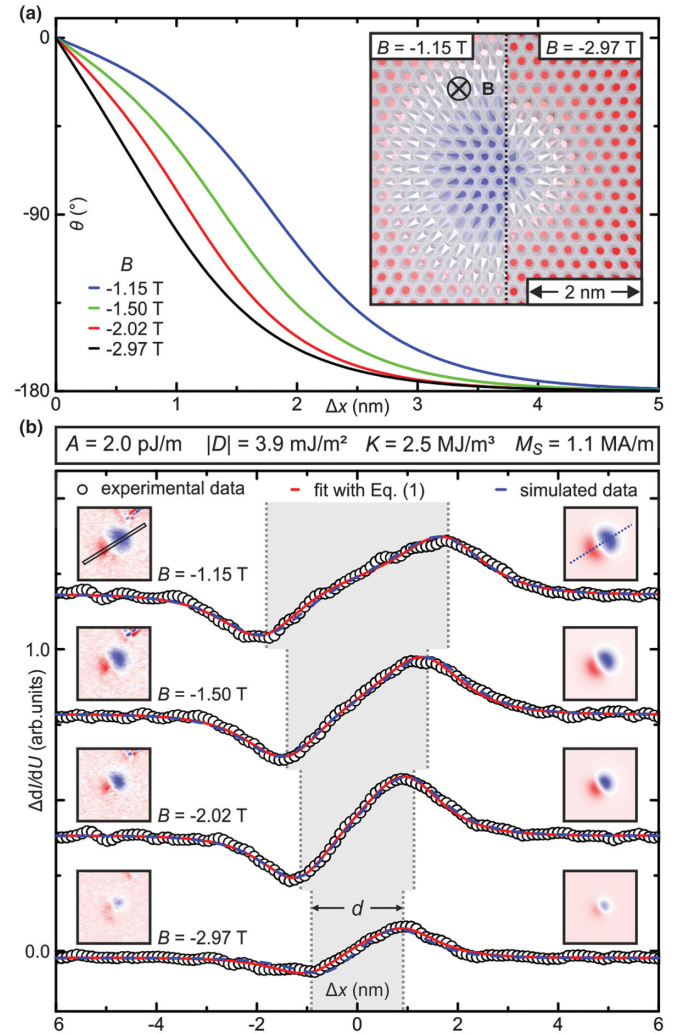 (a)
0
-90
-180
θ (°)
B
-1.15 T
-1.50 T
-2.02 T
-2.97 T
B = -1.15 T
B = -2.97 T
B
2 nm
0 1 2 3 4 5
Δx (nm)
(b)
A = 2.0 pJ/m |D| = 3.9 mJ/m² K = 2.5 MJ/m³ M_S = 1.1 MA/m
experimental data fit with Eq. (1) simulated data
B = -1.15 T
1.0
B = -1.50 T
ΔdI/dU (arb.units)
B = -2.02 T
d
B = -2.97 T
0.0
Δx (nm)
6 -4 -2 0 2 4 6